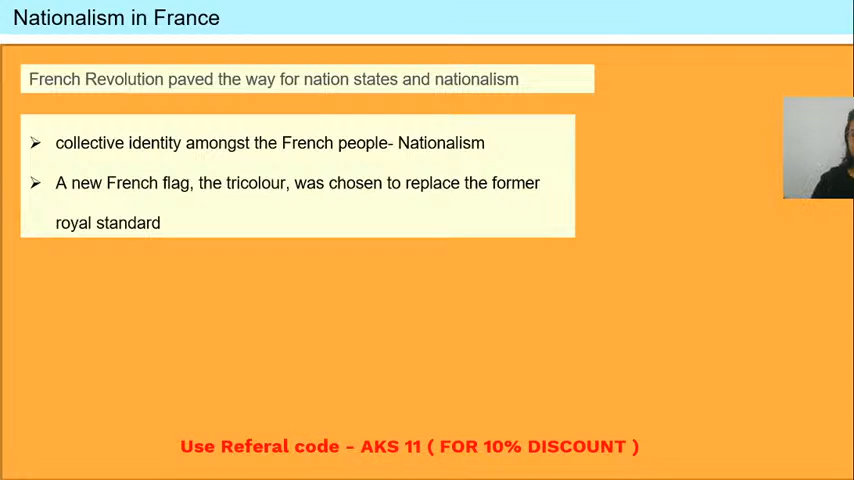 Nationalism in France
French Revolution paved the way for nation states and nationalism
➢ collective identity amongst the French people- Nationalism
➢ A new French flag, the tricolour, was chosen to replace the former
royal standard
Use Referal code - AKS 11 ( FOR 10% DISCOUNT )